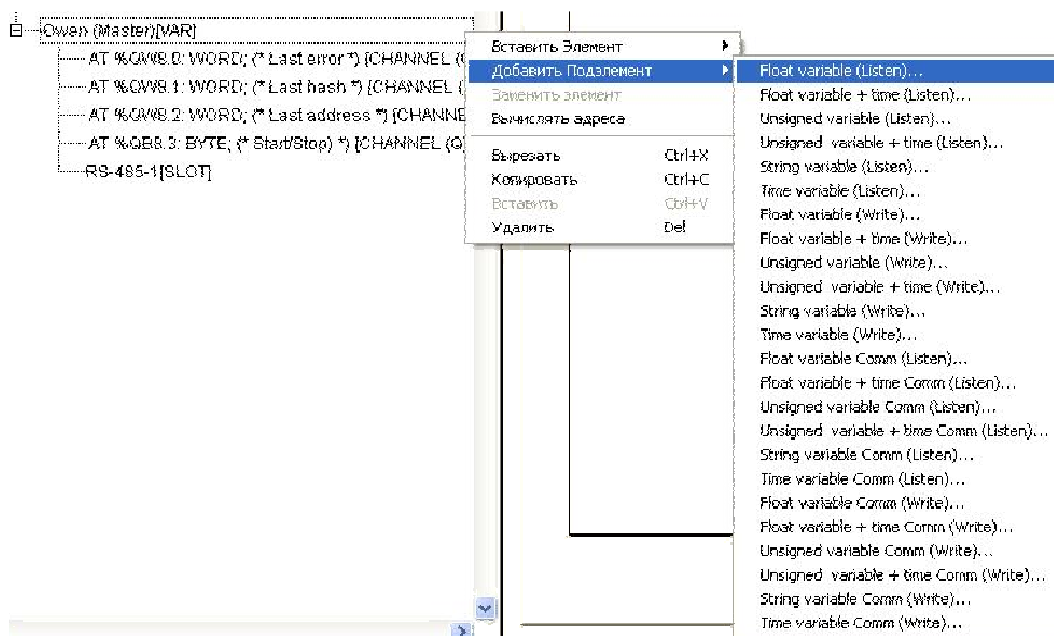 Owen (Master)[VAR]
AT %QW8.0: WORD; (* Last error *) [CHANNEL (Q
AT %QW8.1: WORD; (* Last hash *) [CHANNEL (
AT %QW8.2: WORD; (* Last address *) [CHANNE
AT %QB8.3: BYTE; (* Start/Stop) *) [CHANNEL (Q
RS-485-1[SLOT]
Вставить Элемент
Добавить Подэлемент
Заменить элемент
Вычислять адреса
Вырезать Ctrl+X
Копировать Ctrl+C
Вставить Ctrl+V
Удалить Del
Float variable (Listen)...
Float variable + time (Listen)...
Unsigned variable (Listen)...
Unsigned variable + time (Listen)...
String variable (Listen)...
Time variable (Listen)...
Float variable (Write)...
Float variable + time (Write)...
Unsigned variable (Write)...
Unsigned variable + time (Write)...
String variable (Write)...
Time variable (Write)...
Float variable Comm (Listen)...
Float variable + time Comm (Listen)...
Unsigned variable Comm (Listen)...
Unsigned variable + time Comm (Listen)...
String variable Comm (Listen)...
Time variable Comm (Listen)...
Float variable Comm (Write)...
Float variable + time Comm (Write)...
Unsigned variable Comm (Write)...
Unsigned variable + time Comm (Write)...
String variable Comm (Write)...
Time variable Comm (Write)...